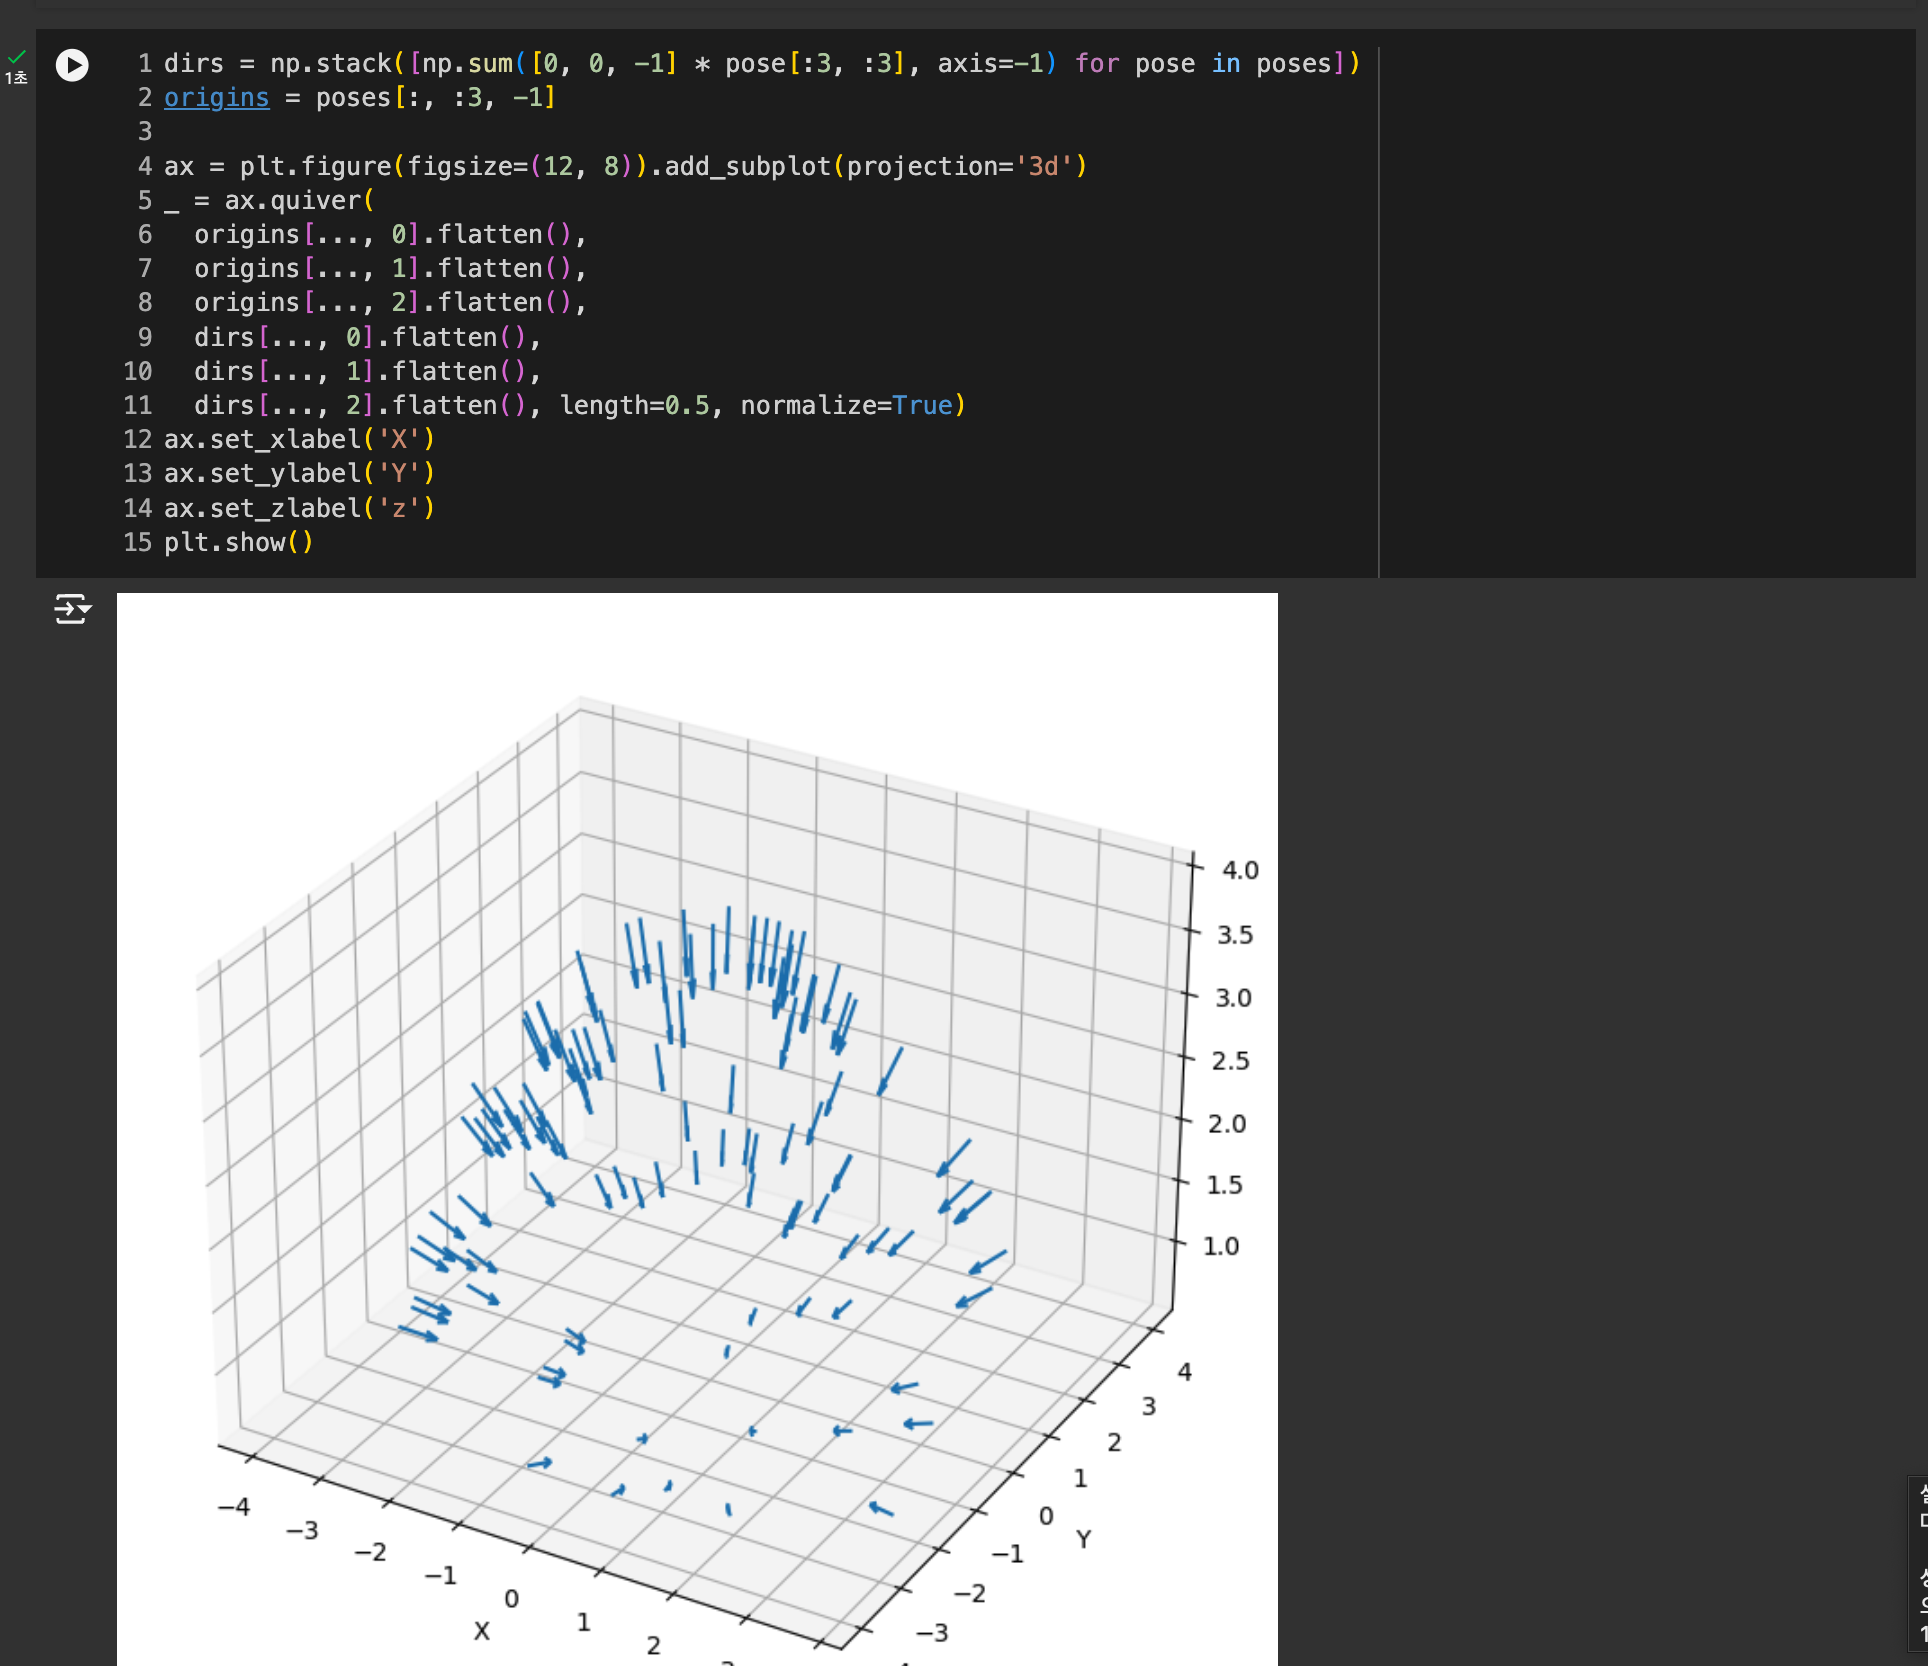 1초
1 dirs = np.stack([np.sum([0, 0, -1] * pose[:3, :3], axis=-1) for pose in poses])
2 origins = poses[:, :3, -1]
3
4 ax = plt.figure(figsize=(12, 8)).add_subplot(projection='3d')
5 _ = ax.quiver(
6   origins[..., 0].flatten(),
7   origins[..., 1].flatten(),
8   origins[..., 2].flatten(),
9   dirs[..., 0].flatten(),
10   dirs[..., 1].flatten(),
11   dirs[..., 2].flatten(), length=0.5, normalize=True)
12 ax.set_xlabel('X')
13 ax.set_ylabel('Y')
14 ax.set_zlabel('z')
15 plt.show()
4.0
3.5
3.0
2.5
2.0
1.5
1.0
4
3
2
1
0
Y
−1
−2
−3
−4
−3
−2
−1
0
X
1
2